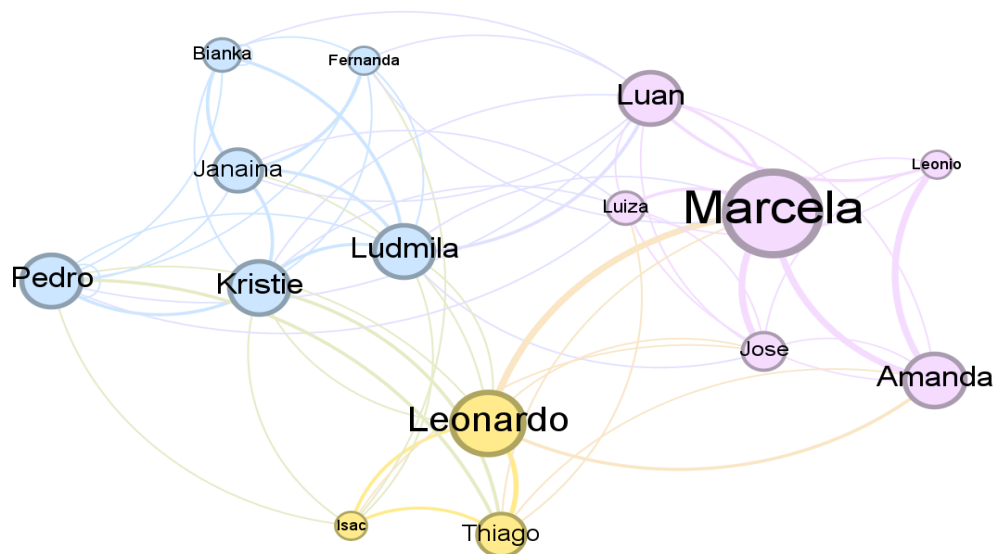 Bianka
Fernanda
Luan
Leonio
Janaina
Luiza
Marcela
Ludmila
Pedro
Kristie
Jose
Amanda
Leonardo
Isac
Thiago